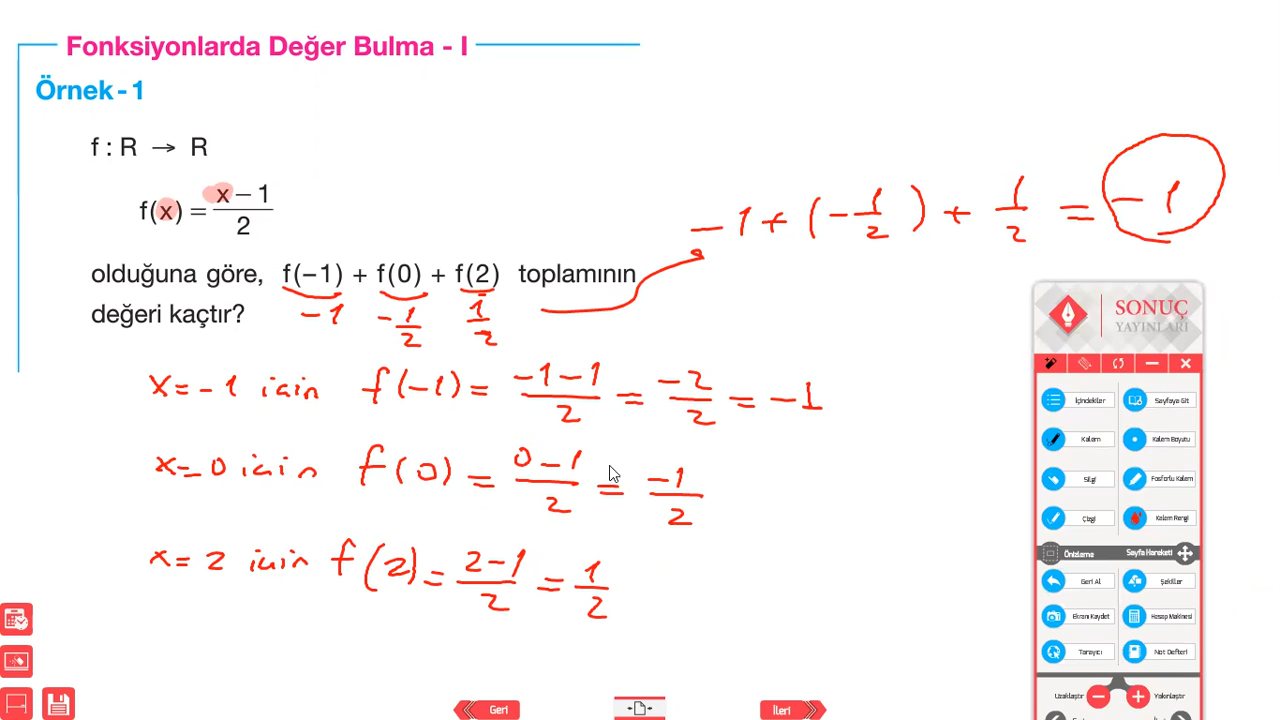 Fonksiyonlarda Değer Bulma - I
Örnek - 1
f : R → R
f(x) = x − 1 / 2
olduğuna göre, f(−1) + f(0) + f(2) toplamının
−1 −1/2 1/2
değeri kaçtır?
−1 + (−1/2) + 1/2 = −1
x = −1 için f(−1) = −1−1/2 = −2/2 = −1
x = 0 için f(0) = 0−1/2 = −1/2
x = 2 için f(2) = 2−1/2 = 1/2
SONUÇ
YAYINLARI
İçindekiler
Sayfaya Git
Kalem
Kalem Boyutu
Silgi
Fosforlu Kalem
Çizgi
Kalem Rengi
Önizleme
Sayfa Hareketi
Geri Al
Şekiller
Ekranı Kaydet
Hesap Makinesi
Tarayıcı
Not Defteri
Uzaklaştır
Yakınlaştır
Geri
İleri